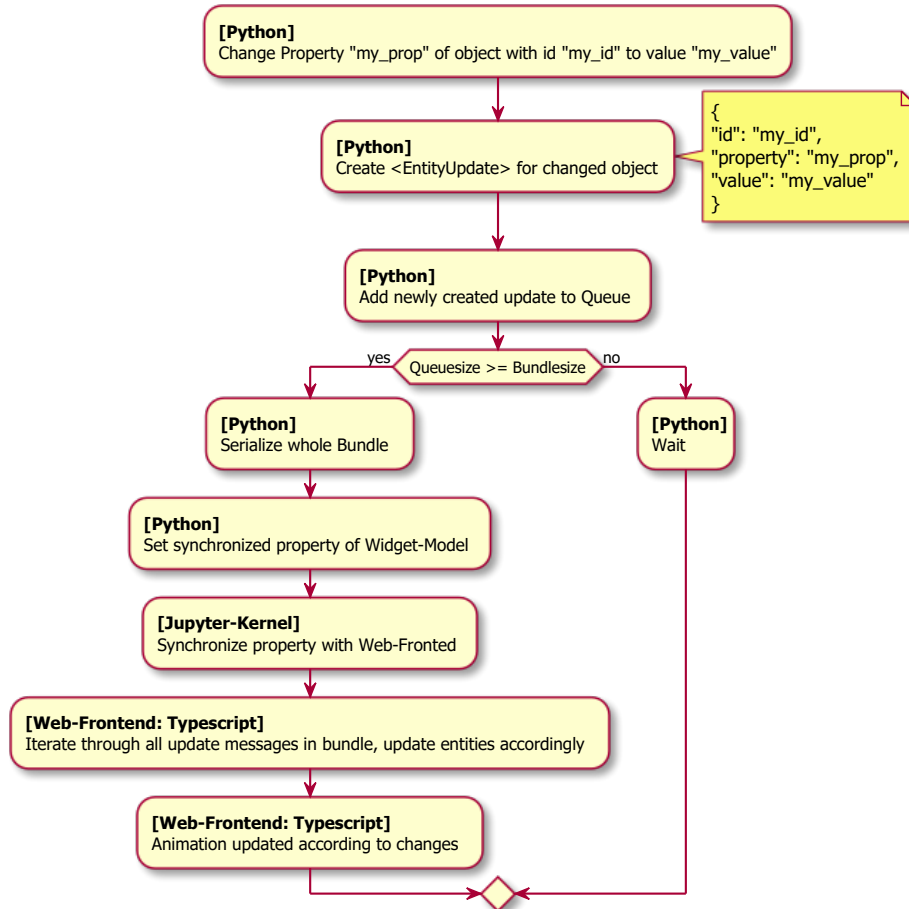 [Python]
Change Property "my_prop" of object with id "my_id" to value "my_value"
[Python]
Create <EntityUpdate> for changed object
{
"id": "my_id",
"property": "my_prop",
"value": "my_value"
}
[Python]
Add newly created update to Queue
yes
Queuesize >= Bundlesize
no
[Python]
Serialize whole Bundle
[Python]
Wait
[Python]
Set synchronized property of Widget-Model
[Jupyter-Kernel]
Synchronize property with Web-Fronted
[Web-Frontend: Typescript]
Iterate through all update messages in bundle, update entities accordingly
[Web-Frontend: Typescript]
Animation updated according to changes